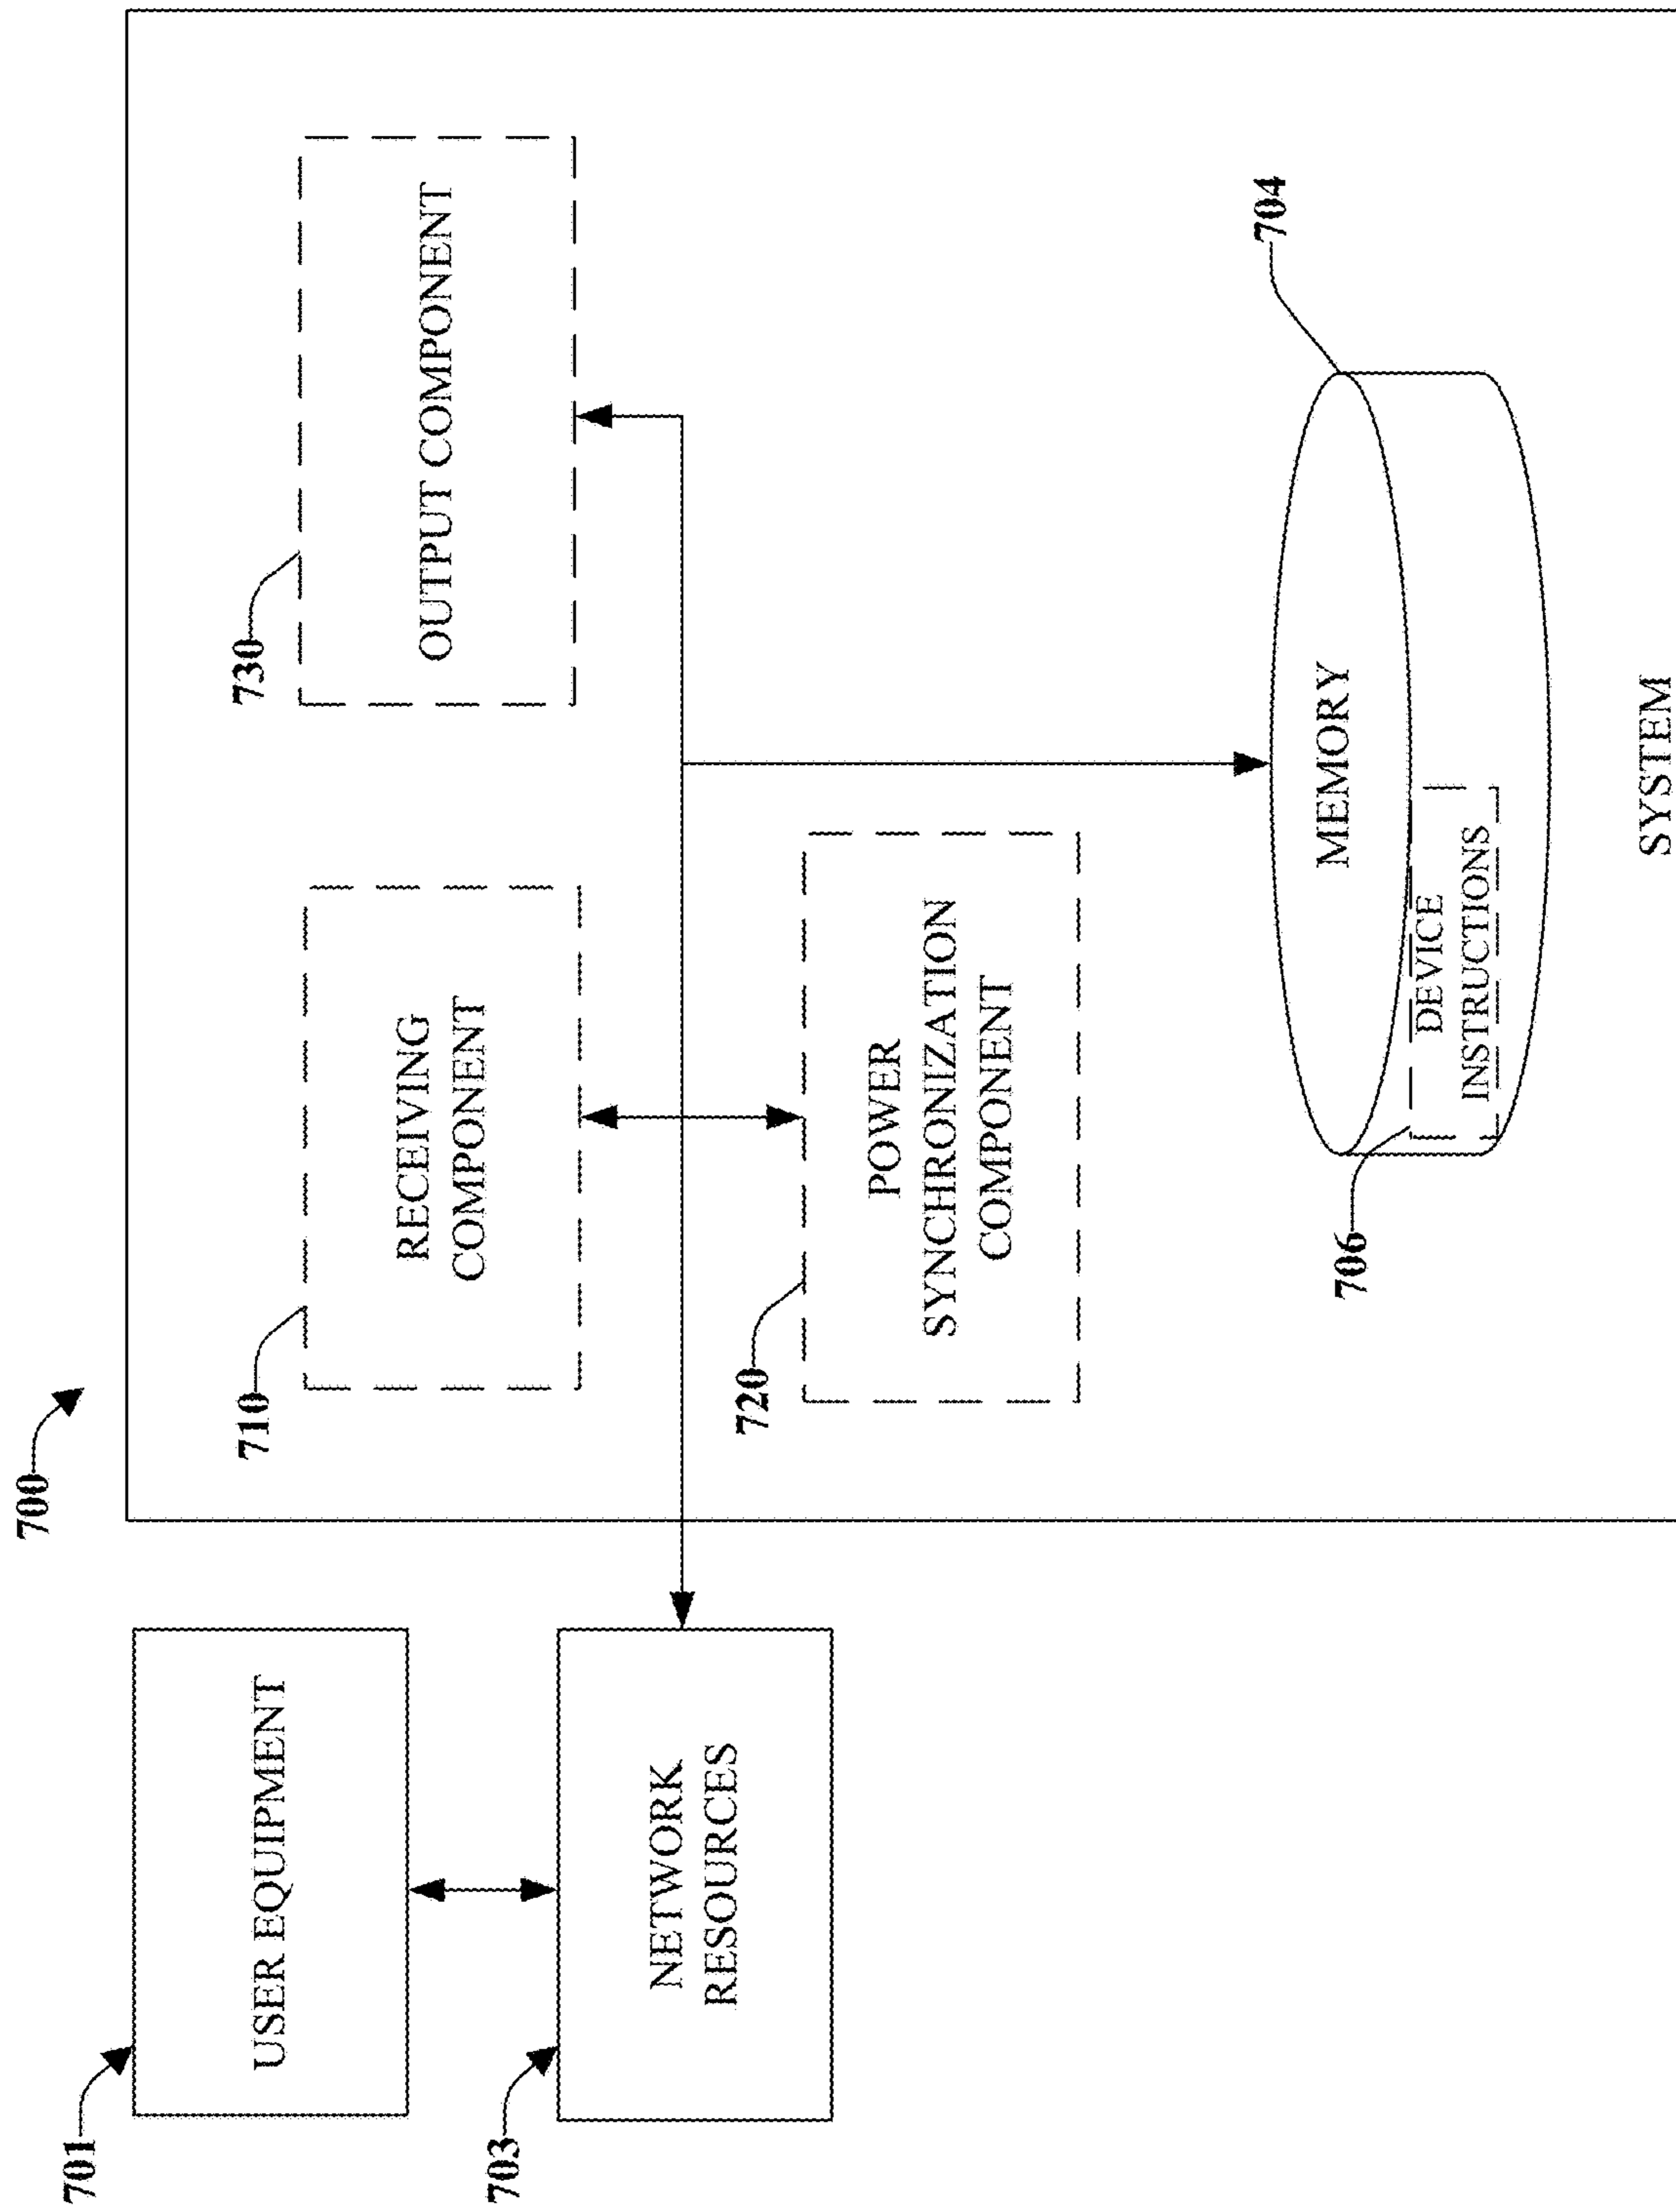 700
701
USER EQUIPMENT
703
NETWORK
RESOURCES
710
RECEIVING
COMPONENT
730
OUTPUT COMPONENT
720
POWER
SYNCHRONIZATION
COMPONENT
704
MEMORY
706
DEVICE
INSTRUCTIONS
SYSTEM